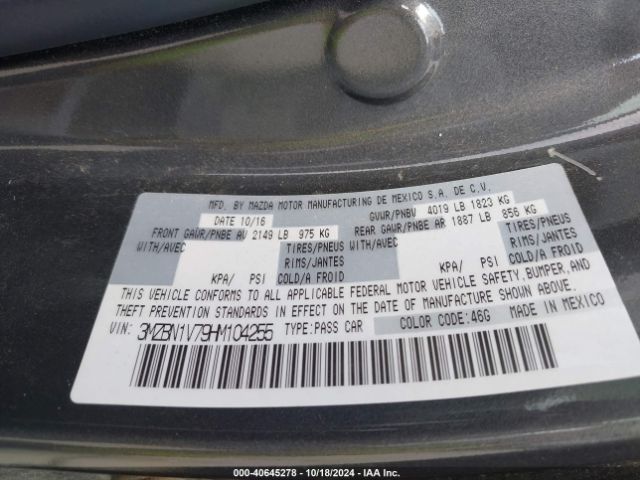 MFD. BY MAZDA MOTOR MANUFACTURING DE MEXICO S.A. DE C.V.
DATE 10/16 GVWR/PNBV 4019 LB 1823 KG
FRONT GAWR/PNBE AV 2149 LB 975 KG REAR GAWR/PNBE AR 1887 LB 856 KG
WITH/AVEC TIRES/PNEUS WITH/AVEC TIRES/PNEUS
RIMS/JANTES RIMS/JANTES
KPA/ PSI COLD/A FROID KPA/ PSI COLD/A FROID
THIS VEHICLE CONFORMS TO ALL APPLICABLE FEDERAL MOTOR VEHICLE SAFETY, BUMPER, AND
THEFT PREVENTION STANDARDS IN EFFECT ON THE DATE OF MANUFACTURE SHOWN ABOVE.
VIN: 3MZBN1V79HM104255 TYPE:PASS CAR COLOR CODE:46G MADE IN MEXICO
00-40645278 | 10/18/2024 | IAA Inc.